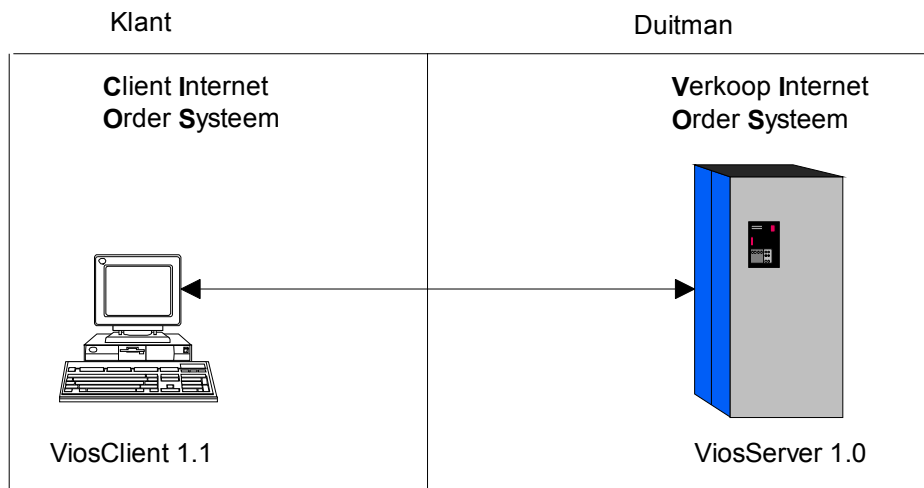 Klant
Duitman
Client Internet
Order Systeem
Verkoop Internet
Order Systeem
ViosClient 1.1
ViosServer 1.0